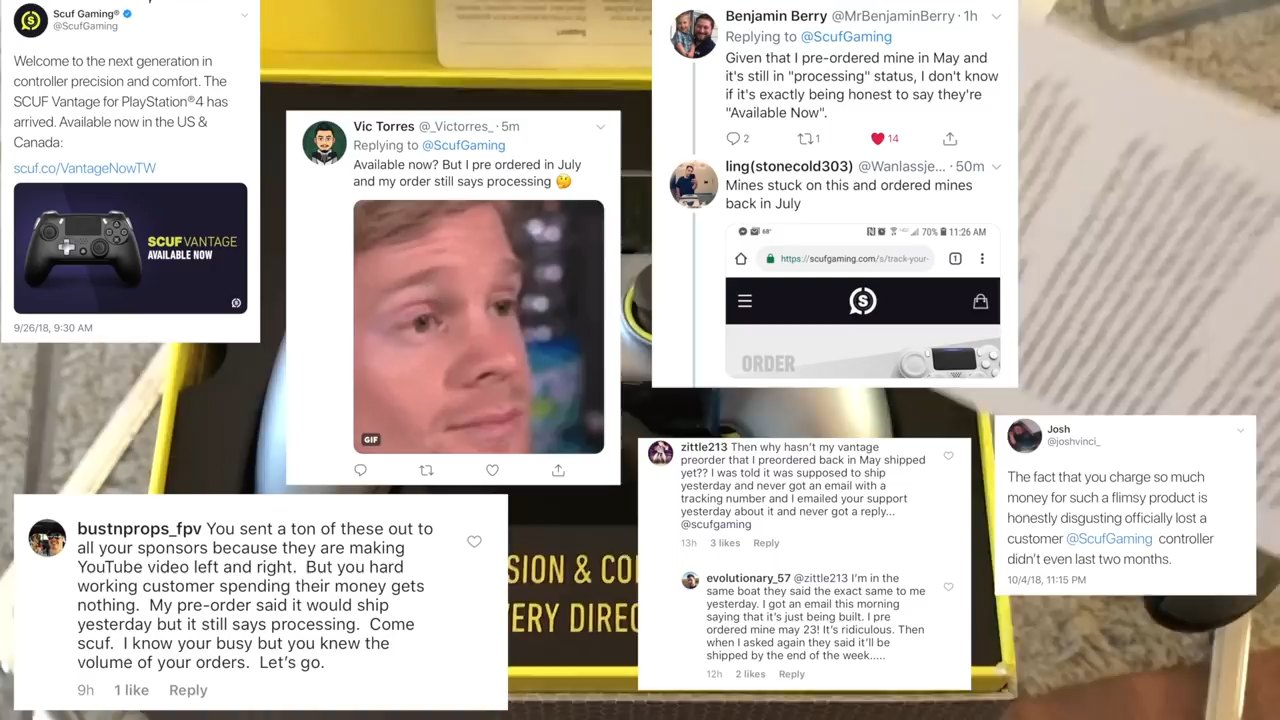 Scuf Gaming®
@ScufGaming
Welcome to the next generation in
controller precision and comfort. The
SCUF Vantage for PlayStation®4 has
arrived. Available now in the US &
Canada:
scuf.co/VantageNowTW
SCUF VANTAGE
AVAILABLE NOW
9/26/18, 9:30 AM
Vic Torres @_Victorres_ · 5m
Replying to @ScufGaming
Available now? But I pre ordered in July
and my order still says processing 🤔
GIF
Benjamin Berry @MrBenjaminBerry · 1h
Replying to @ScufGaming
Given that I pre-ordered mine in May and
it's still in "processing" status, I don't know
if it's exactly being honest to say they're
"Available Now".
2 1 14
ling(stonecold303) @Wanlassje... · 50m
Mines stuck on this and ordered mines
back in July
68° 70% 11:26 AM
https://scufgaming.com/s/track-your-
1
ORDER
bustnprops_fpv You sent a ton of these out to
all your sponsors because they are making
YouTube video left and right. But you hard
working customer spending their money gets
nothing. My pre-order said it would ship
yesterday but it still says processing. Come
scuf. I know your busy but you knew the
volume of your orders. Let's go.
9h 1 like Reply
zittle213 Then why hasn't my vantage
preorder that I preordered back in May shipped
yet?? I was told it was supposed to ship
yesterday and never got an email with a
tracking number and I emailed your support
yesterday about it and never got a reply...
@scufgaming
13h 3 likes Reply
evolutionary_57 @zittle213 I'm in the
same boat they said the exact same to me
yesterday. I got an email this morning
saying that it's just being built. I pre
ordered mine may 23! It's ridiculous. Then
when I asked again they said it'll be
shipped by the end of the week.....
12h 2 likes Reply
Josh
@joshvinci_
The fact that you charge so much
money for such a flimsy product is
honestly disgusting officially lost a
customer @ScufGaming controller
didn't even last two months.
10/4/18, 11:15 PM
SION & CO
ERY DIREC